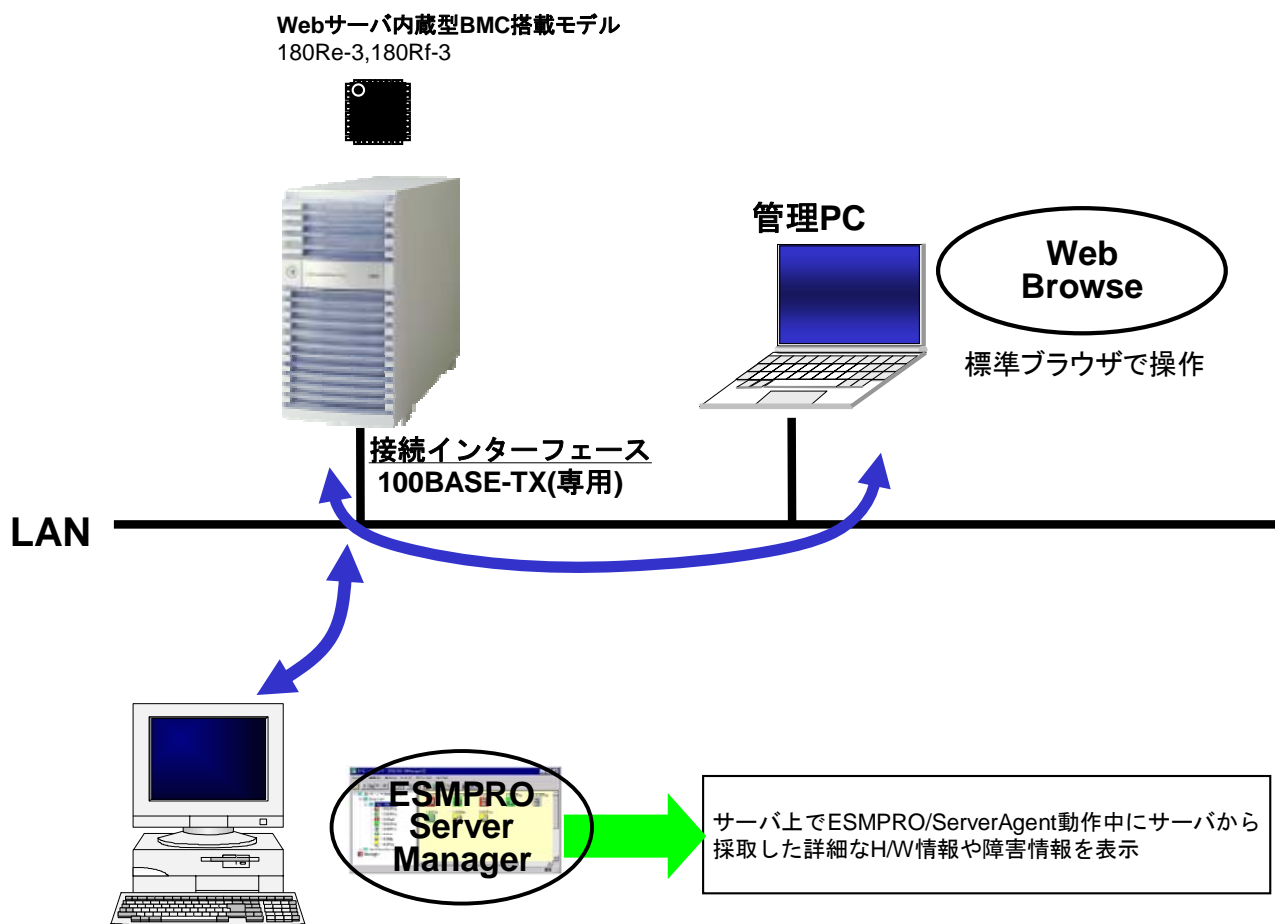 Webサーバ内蔵型BMC搭載モデル
180Re-3,180Rf-3
管理PC
Web
Browse
標準ブラウザで操作
接続インターフェース
100BASE-TX(専用)
LAN
ESMPRO
Server
Manager
サーバ上でESMPRO/ServerAgent動作中にサーバから
採取した詳細なH/W情報や障害情報を表示